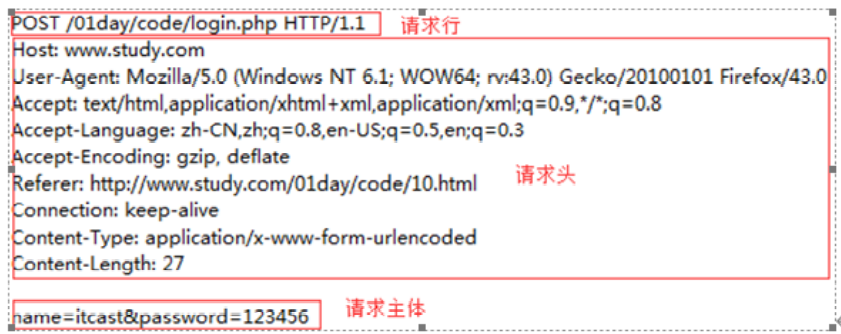 POST /01day/code/login.php HTTP/1.1 请求行
Host: www.study.com
User-Agent: Mozilla/5.0 (Windows NT 6.1; WOW64; rv:43.0) Gecko/20100101 Firefox/43.0
Accept: text/html,application/xhtml+xml,application/xml;q=0.9,*/*;q=0.8
Accept-Language: zh-CN,zh;q=0.8,en-US;q=0.5,en;q=0.3
Accept-Encoding: gzip, deflate
Referer: http://www.study.com/01day/code/10.html 请求头
Connection: keep-alive
Content-Type: application/x-www-form-urlencoded
Content-Length: 27
name=itcast&password=123456 请求主体